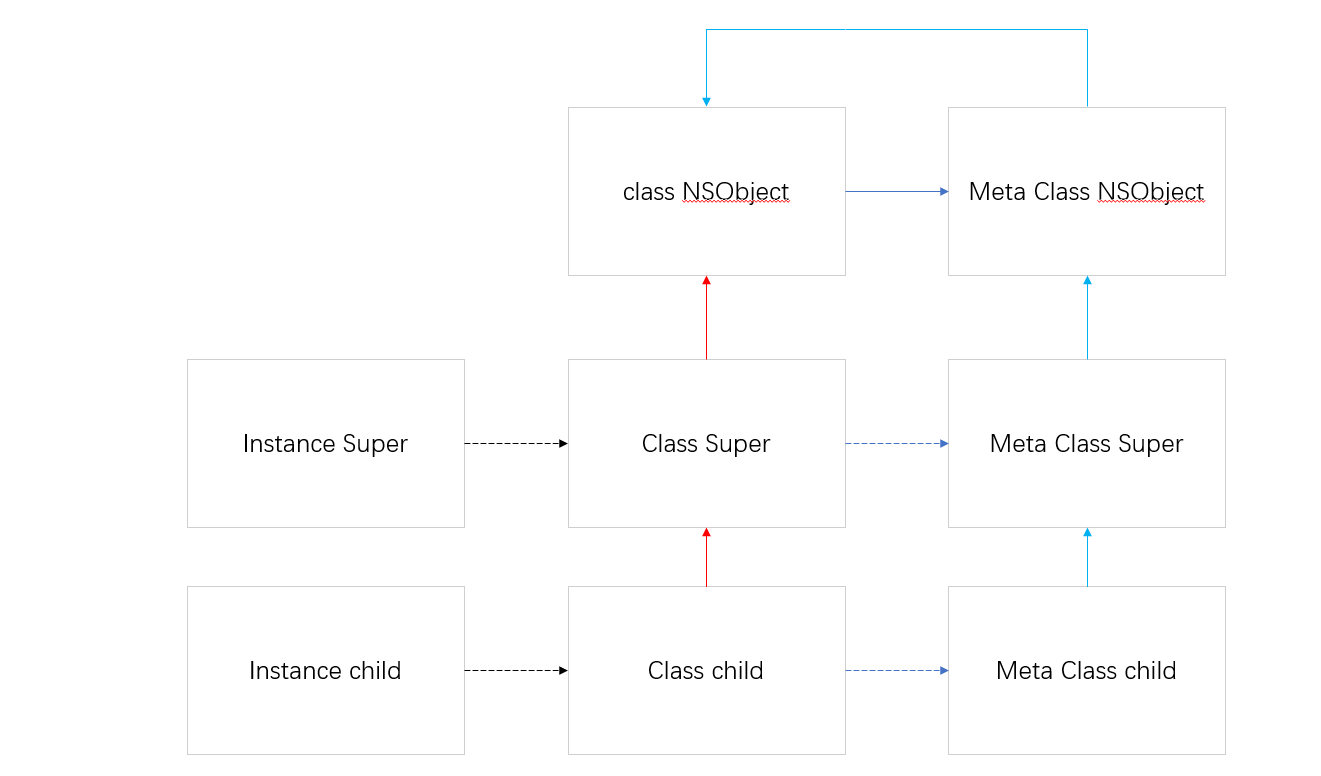 class NSObject
Meta Class NSObject
Instance Super
Class Super
Meta Class Super
Instance child
Class child
Meta Class child